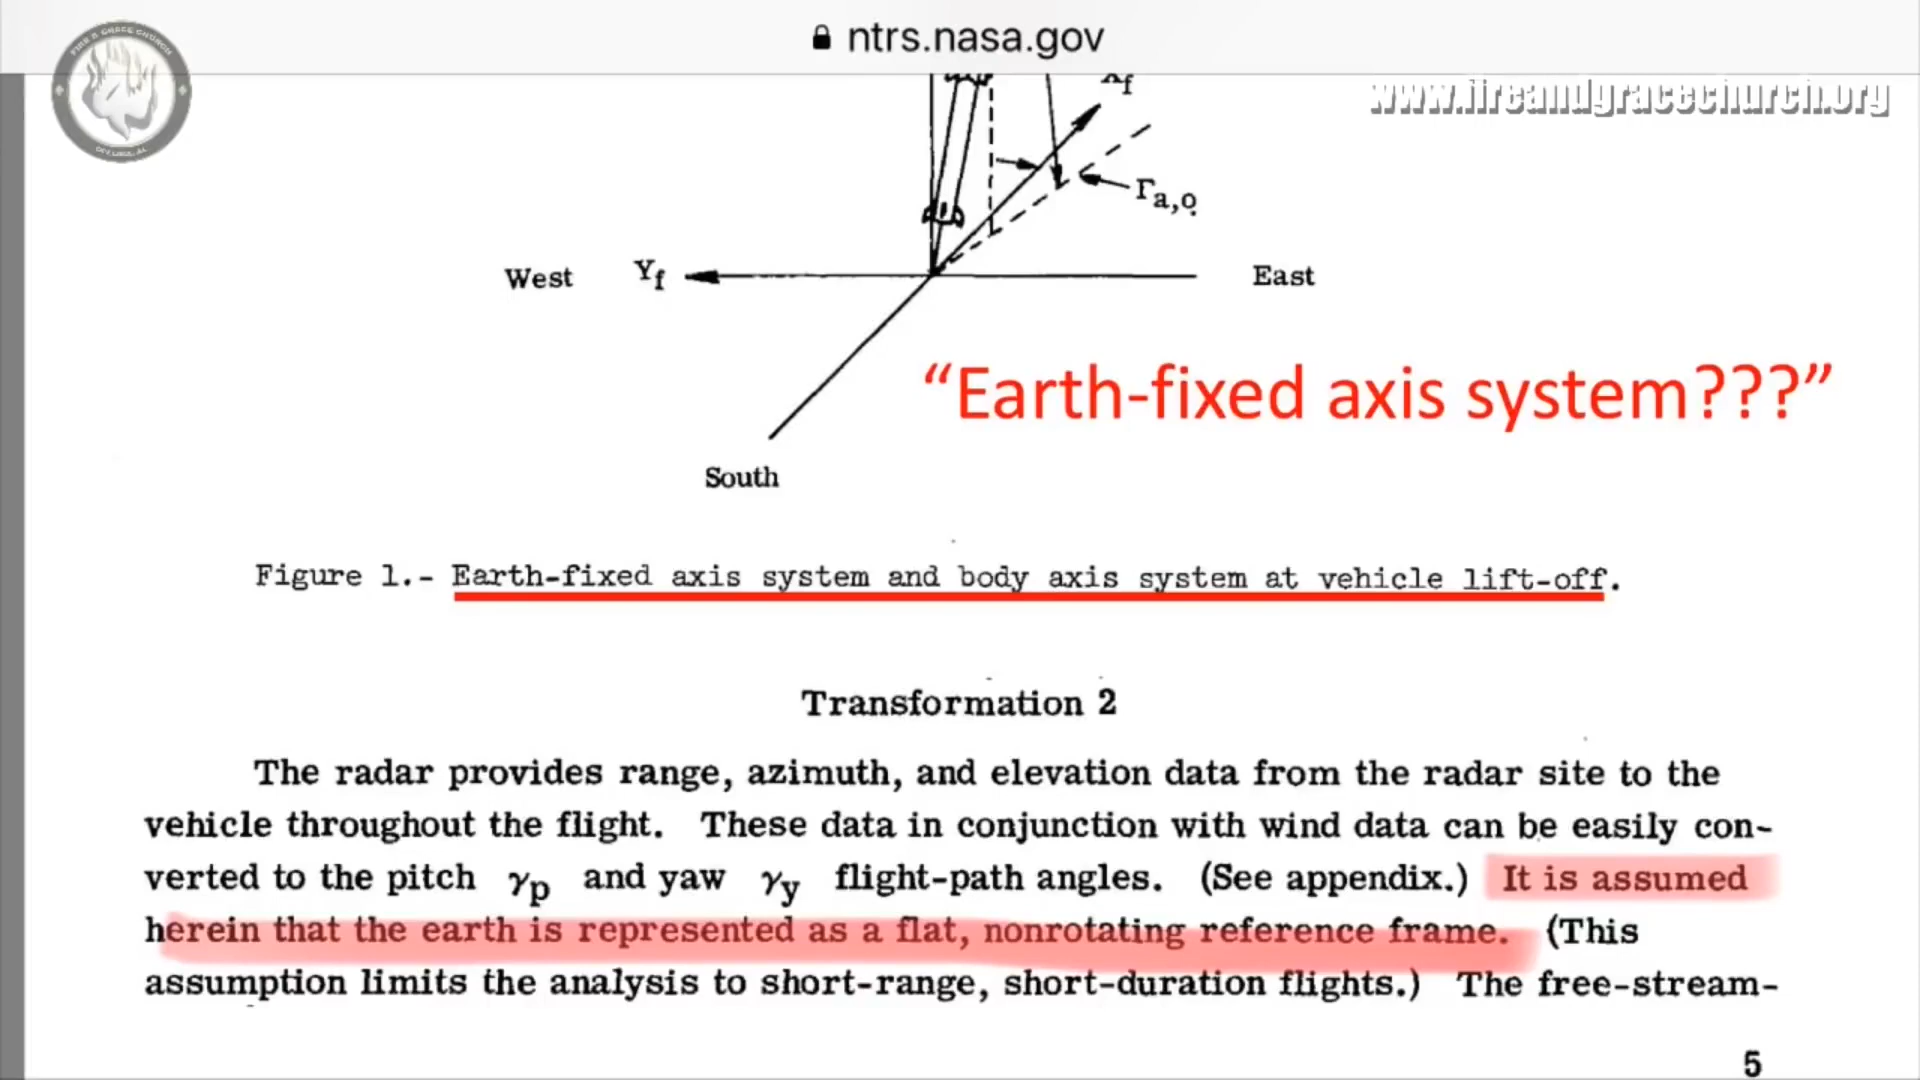 ntrs.nasa.gov
FIRE & GRACE CHURCH
www.fireandgracechurch.org
Xf
Γa,o
West Yf East
"Earth-fixed axis system???"
South
Figure 1.- Earth-fixed axis system and body axis system at vehicle lift-off.
Transformation 2
The radar provides range, azimuth, and elevation data from the radar site to the
vehicle throughout the flight. These data in conjunction with wind data can be easily con-
verted to the pitch γp and yaw γy flight-path angles. (See appendix.) It is assumed
herein that the earth is represented as a flat, nonrotating reference frame. (This
assumption limits the analysis to short-range, short-duration flights.) The free-stream-
5